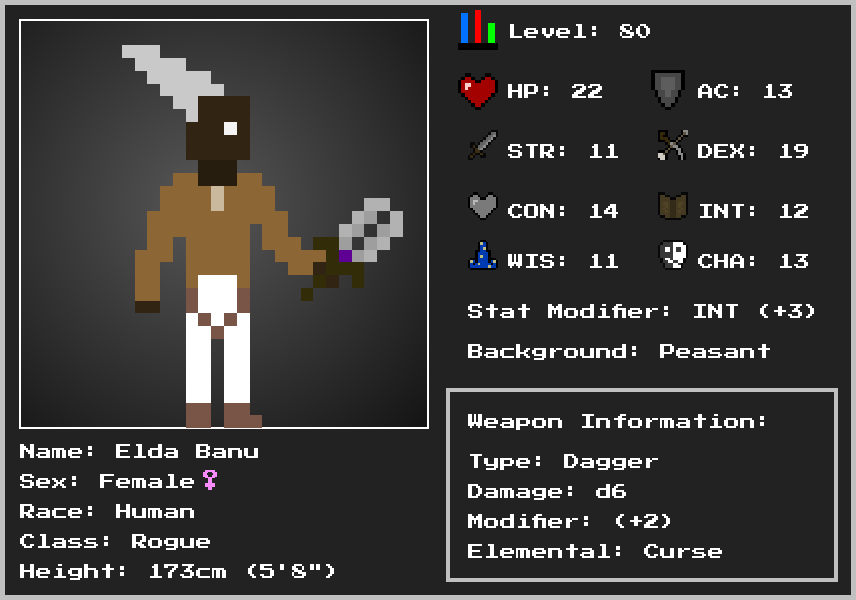 Level: 80
HP: 22
AC: 13
STR: 11
DEX: 19
CON: 14
INT: 12
WIS: 11
CHA: 13
Stat Modifier: INT (+3)
Background: Peasant
Name: Elda Banu
Sex: Female♀
Race: Human
Class: Rogue
Height: 173cm (5'8")
Weapon Information:
Type: Dagger
Damage: d6
Modifier: (+2)
Elemental: Curse